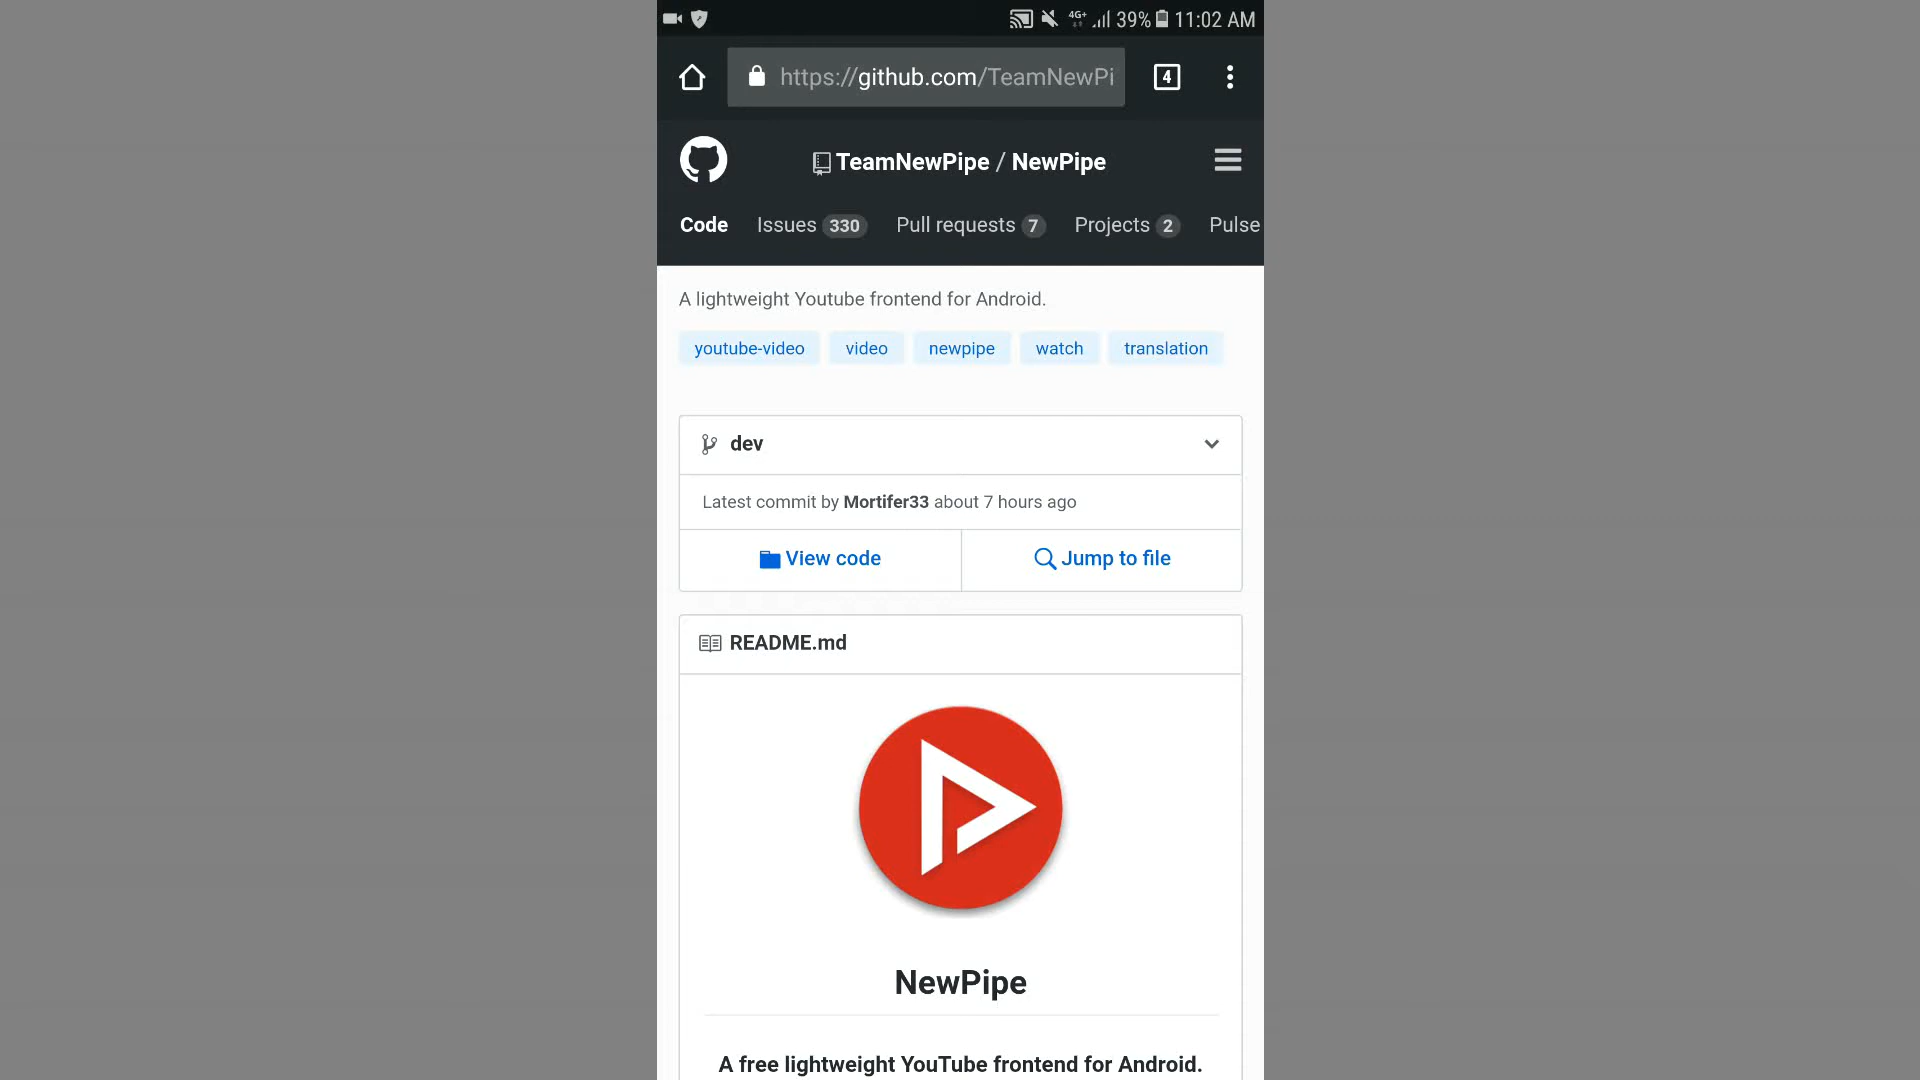 4G+ 39% 11:02 AM
https://github.com/TeamNewPi 4
TeamNewPipe / NewPipe
Code Issues 330 Pull requests 7 Projects 2 Pulse
A lightweight Youtube frontend for Android.
youtube-video video newpipe watch translation
dev
Latest commit by Mortifer33 about 7 hours ago
View code Jump to file
README.md
NewPipe
A free lightweight YouTube frontend for Android.